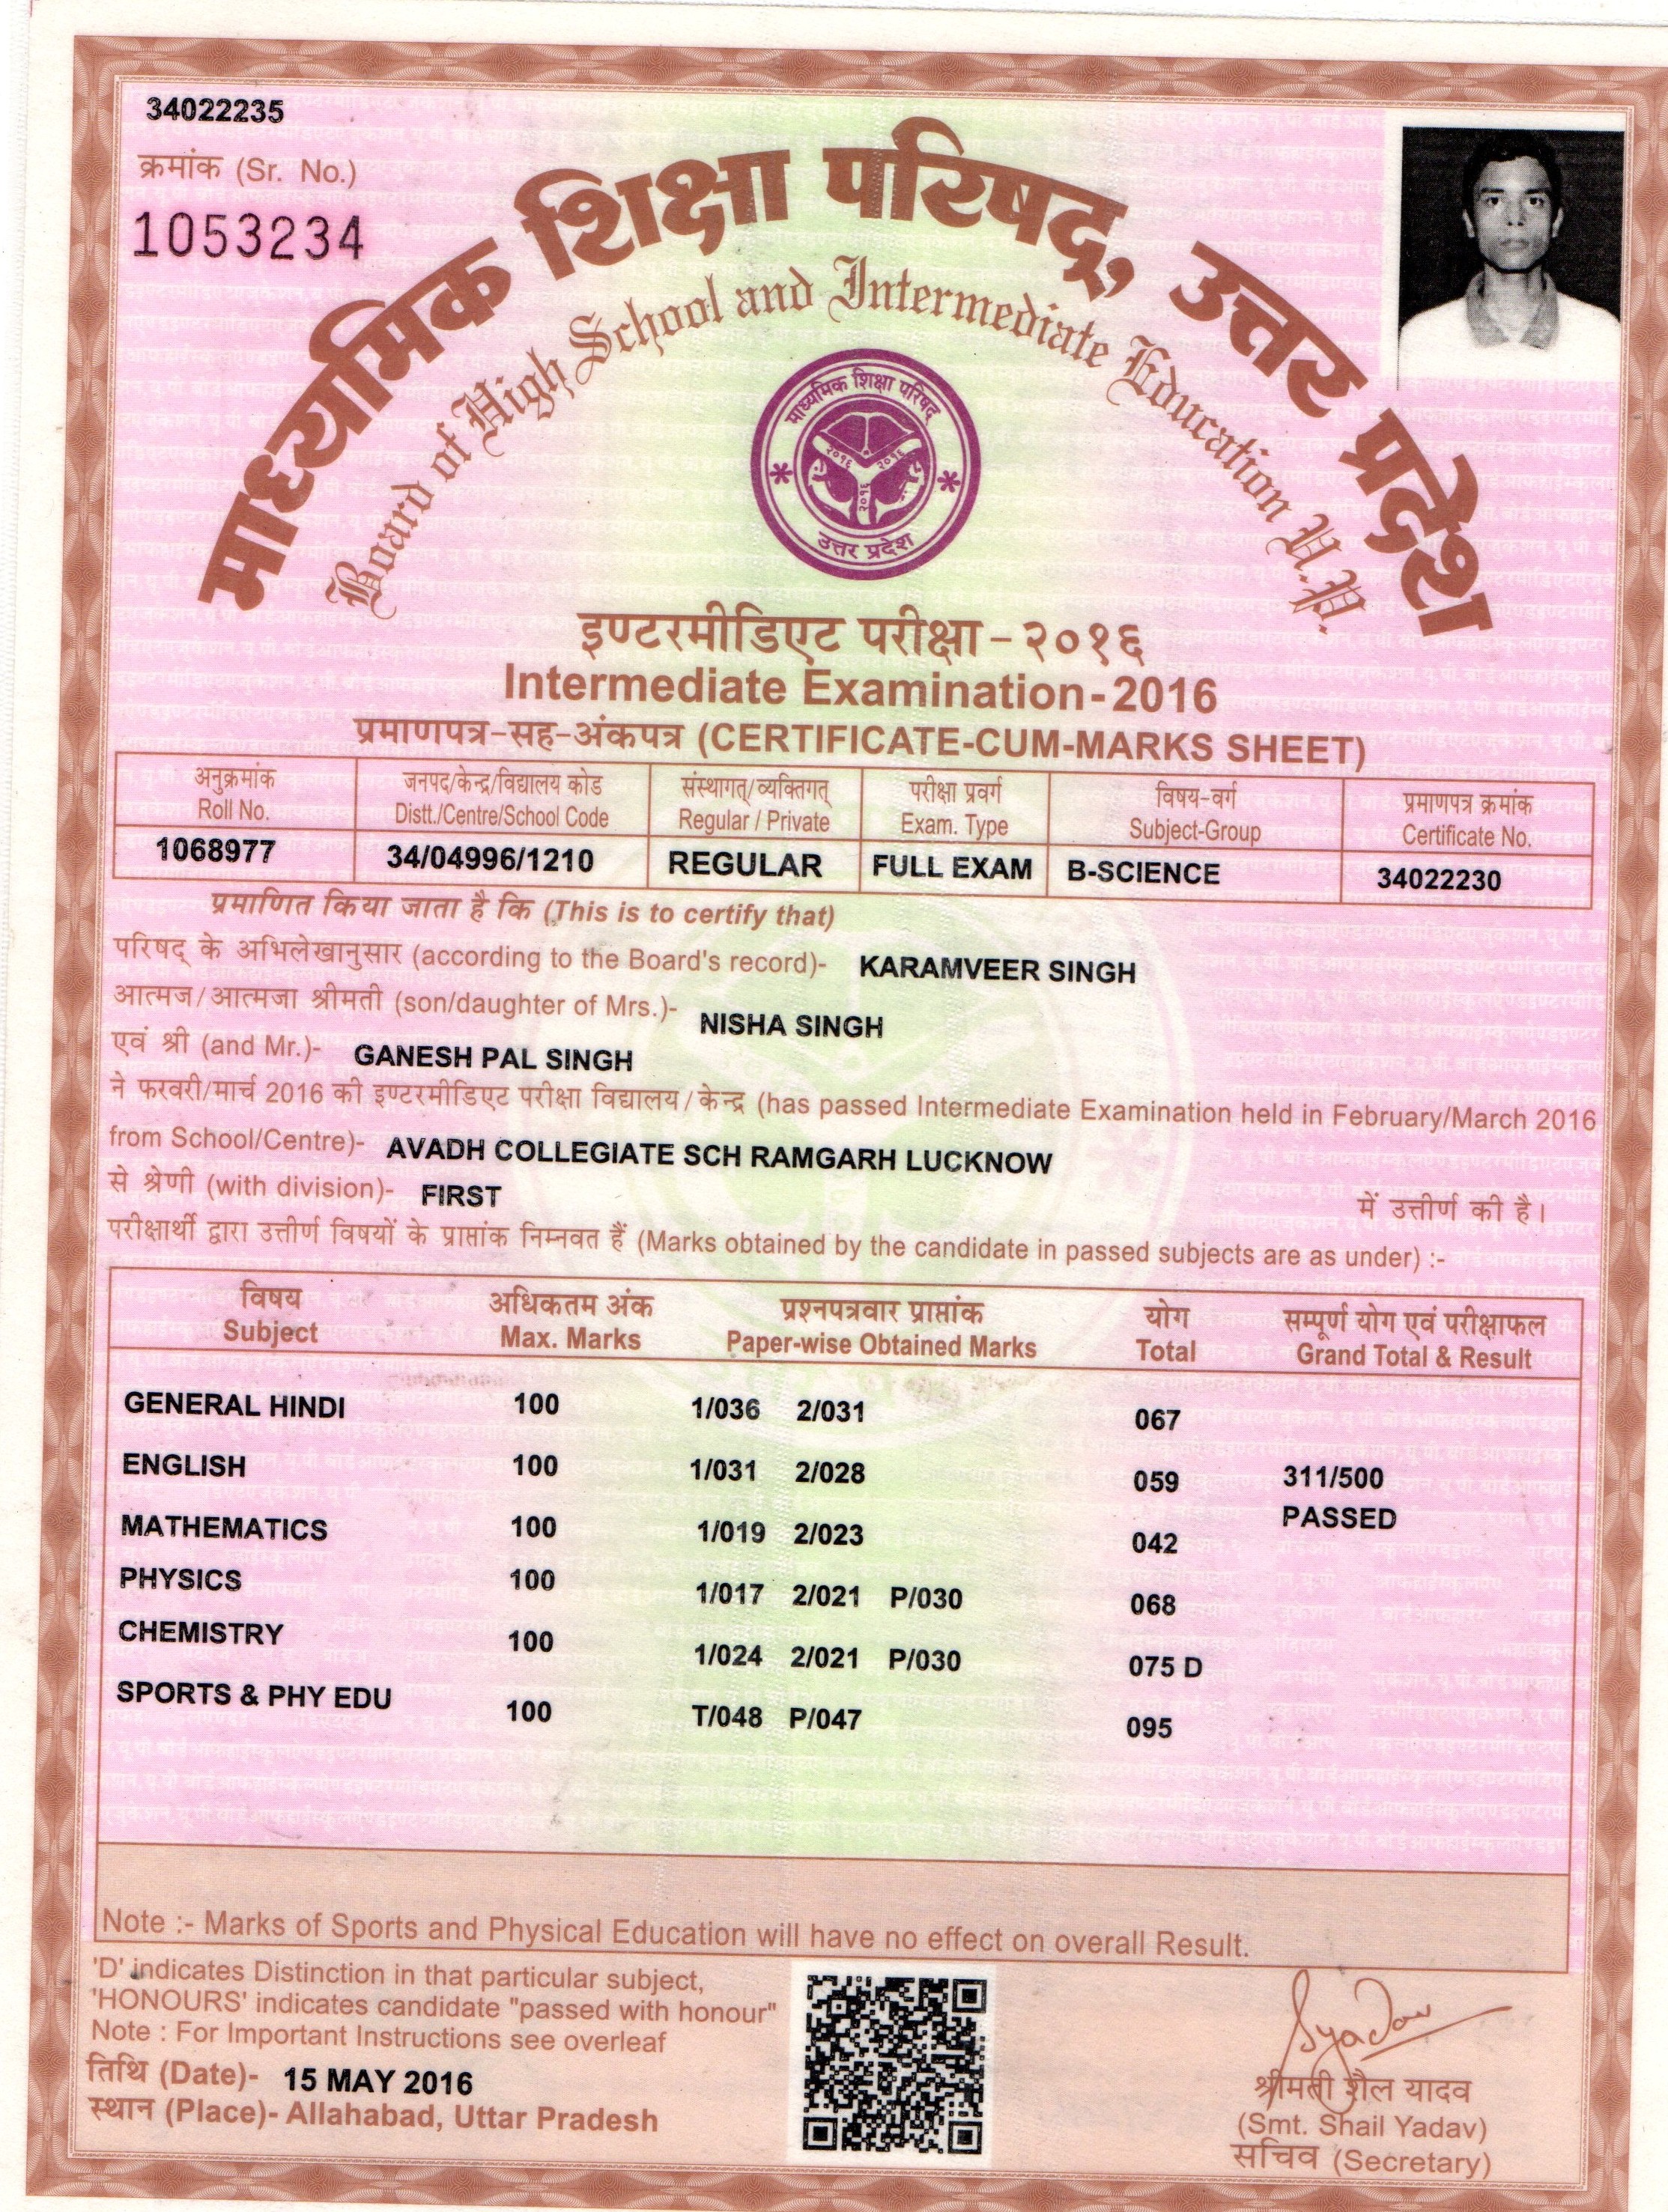 34022235
क्रमांक (Sr. No.)
1053234
माध्यमिक शिक्षा परिषद्, उत्तर प्रदेश
Board of High School and Intermediate Education U.P.
माध्यमिक शिक्षा परिषद्
२०१६ २०१६
२०१६
उत्तर प्रदेश
इण्टरमीडिएट परीक्षा - २०१६
Intermediate Examination - 2016
प्रमाणपत्र-सह-अंकपत्र (CERTIFICATE-CUM-MARKS SHEET)
अनुक्रमांक जनपद/केन्द्र/विद्यालय कोड संस्थागत्/व्यक्तिगत् परीक्षा प्रवर्ग विषय-वर्ग प्रमाणपत्र क्रमांक
Roll No. Distt./Centre/School Code Regular / Private Exam. Type Subject-Group Certificate No.
1068977 34/04996/1210 REGULAR FULL EXAM B-SCIENCE 34022230
प्रमाणित किया जाता है कि (This is to certify that)
परिषद् के अभिलेखानुसार (according to the Board's record)- KARAMVEER SINGH
आत्मज/आत्मजा श्रीमती (son/daughter of Mrs.)- NISHA SINGH
एवं श्री (and Mr.)- GANESH PAL SINGH
ने फरवरी/मार्च 2016 की इण्टरमीडिएट परीक्षा विद्यालय/केन्द्र (has passed Intermediate Examination held in February/March 2016
from School/Centre)- AVADH COLLEGIATE SCH RAMGARH LUCKNOW
से श्रेणी (with division)- FIRST में उत्तीर्ण की है।
परीक्षार्थी द्वारा उत्तीर्ण विषयों के प्राप्तांक निम्नवत हैं (Marks obtained by the candidate in passed subjects are as under) :-
विषय अधिकतम अंक प्रश्नपत्रवार प्राप्तांक योग सम्पूर्ण योग एवं परीक्षाफल
Subject Max. Marks Paper-wise Obtained Marks Total Grand Total & Result
GENERAL HINDI 100 1/036 2/031 067
ENGLISH 100 1/031 2/028 059 311/500
PASSED
MATHEMATICS 100 1/019 2/023 042
PHYSICS 100 1/017 2/021 P/030 068
CHEMISTRY 100 1/024 2/021 P/030 075 D
SPORTS & PHY EDU 100 T/048 P/047 095
Note :- Marks of Sports and Physical Education will have no effect on overall Result.
'D' indicates Distinction in that particular subject,
'HONOURS' indicates candidate "passed with honour"
Note : For Important Instructions see overleaf
तिथि (Date)- 15 MAY 2016
स्थान (Place)- Allahabad, Uttar Pradesh
Syadav
श्रीमती शैल यादव
(Smt. Shail Yadav)
सचिव (Secretary)